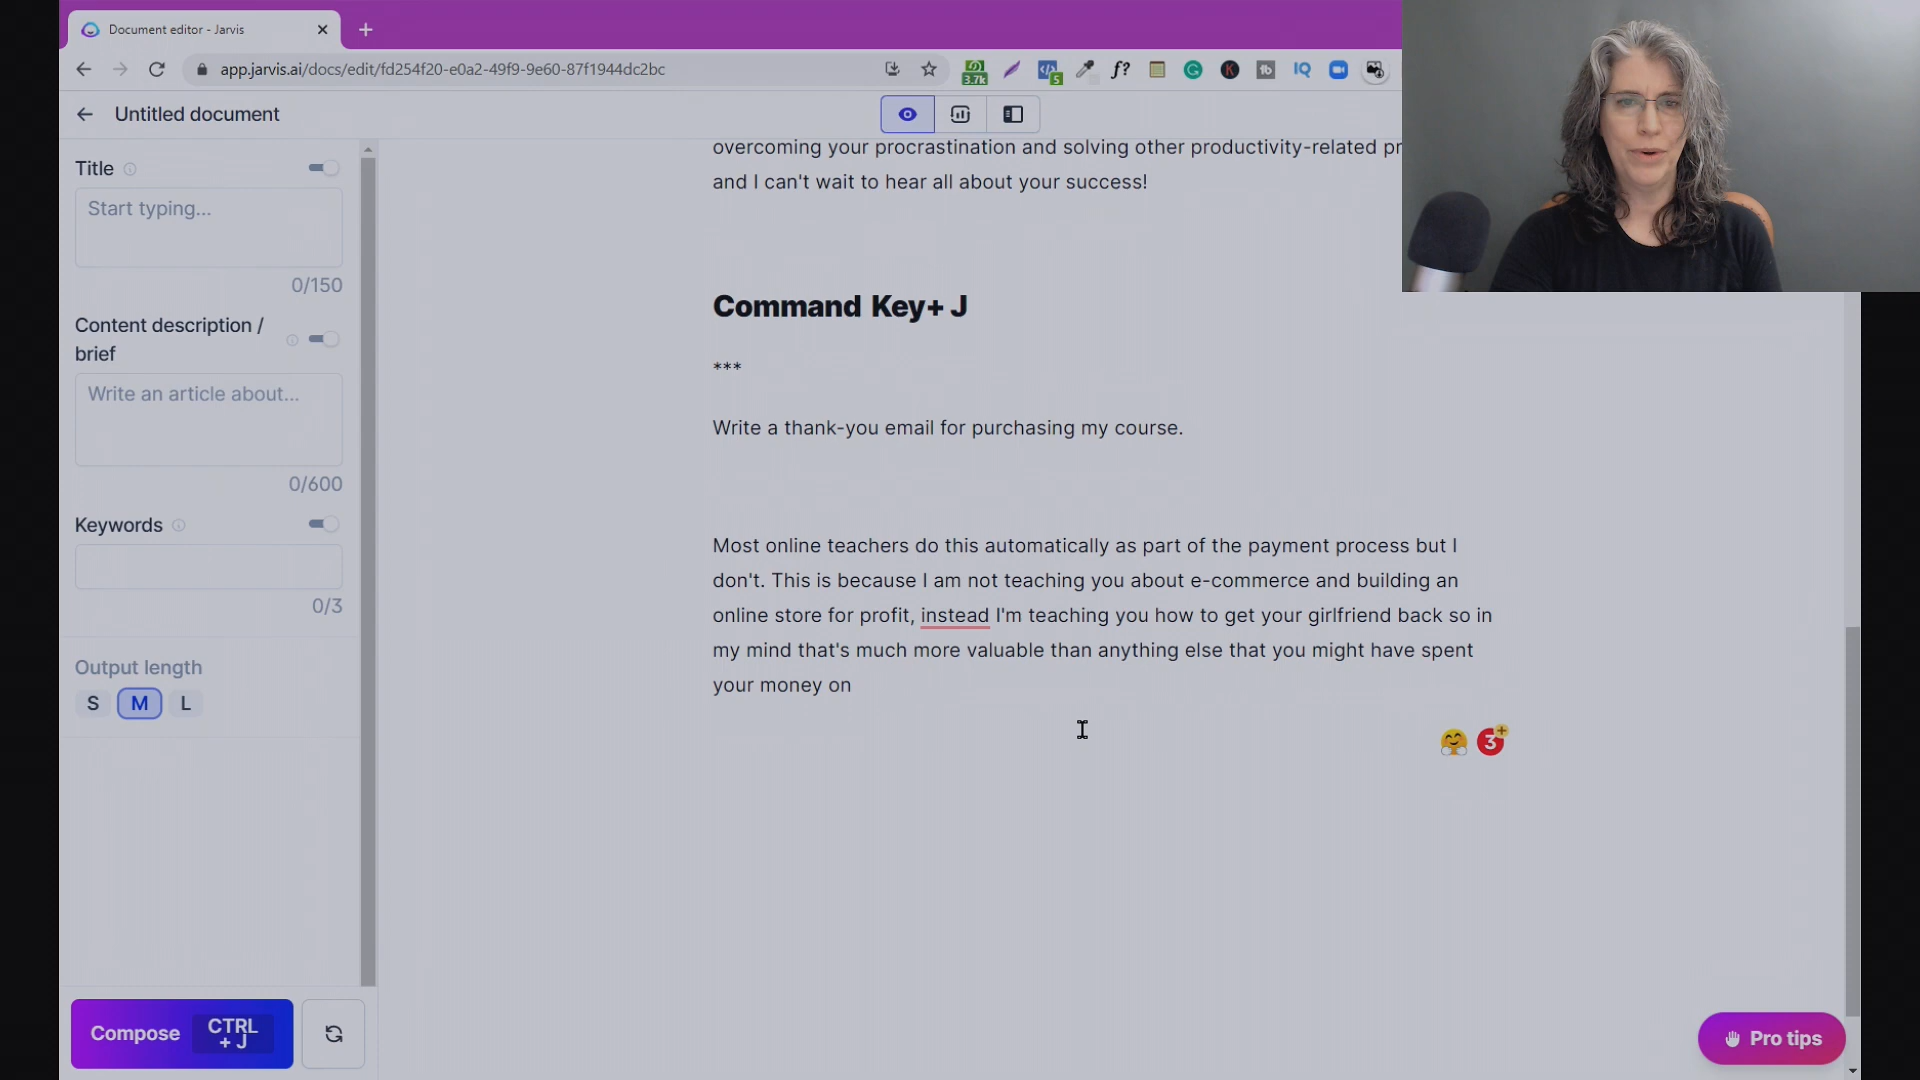 Document editor - Jarvis
app.jarvis.ai/docs/edit/fd254f20-e0a2-49f9-9e60-87f1944dc2bc
3.7k
5
f?
K
tb
IQ
Untitled document
Title
Start typing...
0/150
Content description /
brief
Write an article about...
0/600
Keywords
0/3
Output length
S M L
Compose CTRL
+ J
overcoming your procrastination and solving other productivity-related pr
and I can't wait to hear all about your success!
Command Key+ J
***
Write a thank-you email for purchasing my course.
Most online teachers do this automatically as part of the payment process but I
don't. This is because I am not teaching you about e-commerce and building an
online store for profit, instead I'm teaching you how to get your girlfriend back so in
my mind that's much more valuable than anything else that you might have spent
your money on
3
Pro tips